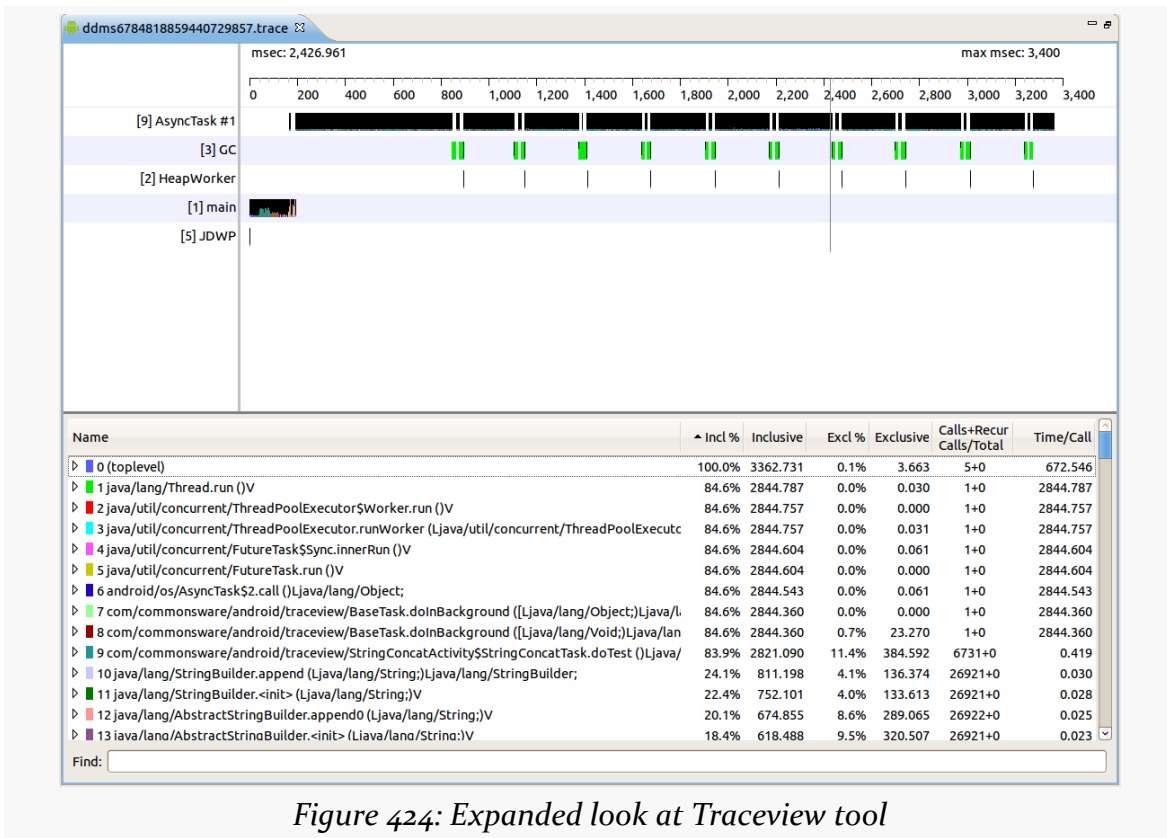 ddms6784818859440729857.trace
msec: 2,426.961 max msec: 3,400
0 200 400 600 800 1,000 1,200 1,400 1,600 1,800 2,000 2,200 2,400 2,600 2,800 3,000 3,200 3,400
[9] AsyncTask #1
[3] GC
[2] HeapWorker
[1] main
[5] JDWP
Name Incl % Inclusive Excl % Exclusive Calls+Recur Calls/Total Time/Call
0 (toplevel) 100.0% 3362.731 0.1% 3.663 5+0 672.546
1 java/lang/Thread.run ()V 84.6% 2844.787 0.0% 0.030 1+0 2844.787
2 java/util/concurrent/ThreadPoolExecutor$Worker.run ()V 84.6% 2844.757 0.0% 0.000 1+0 2844.757
3 java/util/concurrent/ThreadPoolExecutor.runWorker (Ljava/util/concurrent/ThreadPoolExecutc 84.6% 2844.757 0.0% 0.031 1+0 2844.757
4 java/util/concurrent/FutureTask$Sync.innerRun ()V 84.6% 2844.604 0.0% 0.061 1+0 2844.604
5 java/util/concurrent/FutureTask.run ()V 84.6% 2844.604 0.0% 0.000 1+0 2844.604
6 android/os/AsyncTask$2.call ()Ljava/lang/Object; 84.6% 2844.543 0.0% 0.061 1+0 2844.543
7 com/commonsware/android/traceview/BaseTask.doInBackground ([Ljava/lang/Object;)Ljava/l 84.6% 2844.360 0.0% 0.000 1+0 2844.360
8 com/commonsware/android/traceview/BaseTask.doInBackground ([Ljava/lang/Void;)Ljava/lan 84.6% 2844.360 0.7% 23.270 1+0 2844.360
9 com/commonsware/android/traceview/StringConcatActivity$StringConcatTask.doTest ()Ljava/ 83.9% 2821.090 11.4% 384.592 6731+0 0.419
10 java/lang/StringBuilder.append (Ljava/lang/String;)Ljava/lang/StringBuilder; 24.1% 811.198 4.1% 136.374 26921+0 0.030
11 java/lang/StringBuilder.<init> (Ljava/lang/String;)V 22.4% 752.101 4.0% 133.613 26921+0 0.028
12 java/lang/AbstractStringBuilder.append0 (Ljava/lang/String;)V 20.1% 674.855 8.6% 289.065 26922+0 0.025
13 java/lang/AbstractStringBuilder.<init> (Ljava/lang/String;)V 18.4% 618.488 9.5% 320.507 26921+0 0.023
Find:
Figure 424: Expanded look at Traceview tool